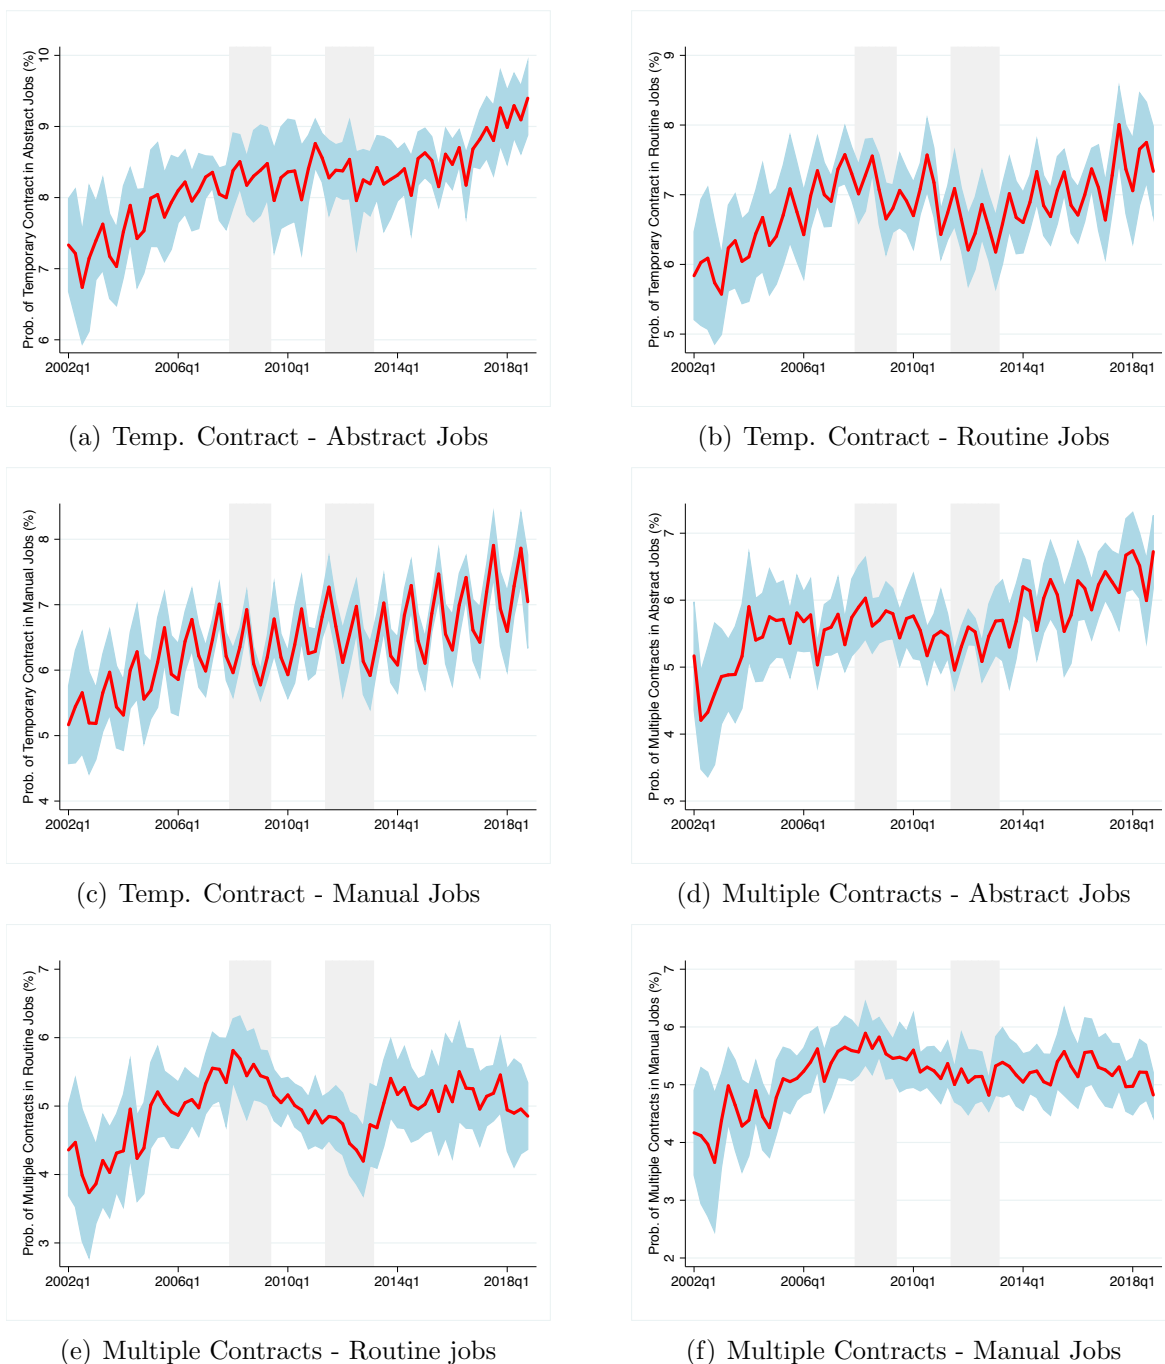 Prob. of Temporary Contract in Abstract Jobs (%)
10
9
8
7
6
2002q1 2006q1 2010q1 2014q1 2018q1
(a) Temp. Contract - Abstract Jobs
Prob. of Temporary Contract in Routine Jobs (%)
9
8
7
6
5
2002q1 2006q1 2010q1 2014q1 2018q1
(b) Temp. Contract - Routine Jobs
Prob. of Temporary Contract in Manual Jobs (%)
8
7
6
5
4
2002q1 2006q1 2010q1 2014q1 2018q1
(c) Temp. Contract - Manual Jobs
Prob. of Multiple Contracts in Abstract Jobs (%)
7
6
5
4
3
2002q1 2006q1 2010q1 2014q1 2018q1
(d) Multiple Contracts - Abstract Jobs
Prob. of Multiple Contracts in Routine Jobs (%)
7
6
5
4
3
2002q1 2006q1 2010q1 2014q1 2018q1
(e) Multiple Contracts - Routine jobs
Prob. of Multiple Contracts in Manual Jobs (%)
7
6
5
4
3
2
2002q1 2006q1 2010q1 2014q1 2018q1
(f) Multiple Contracts - Manual Jobs